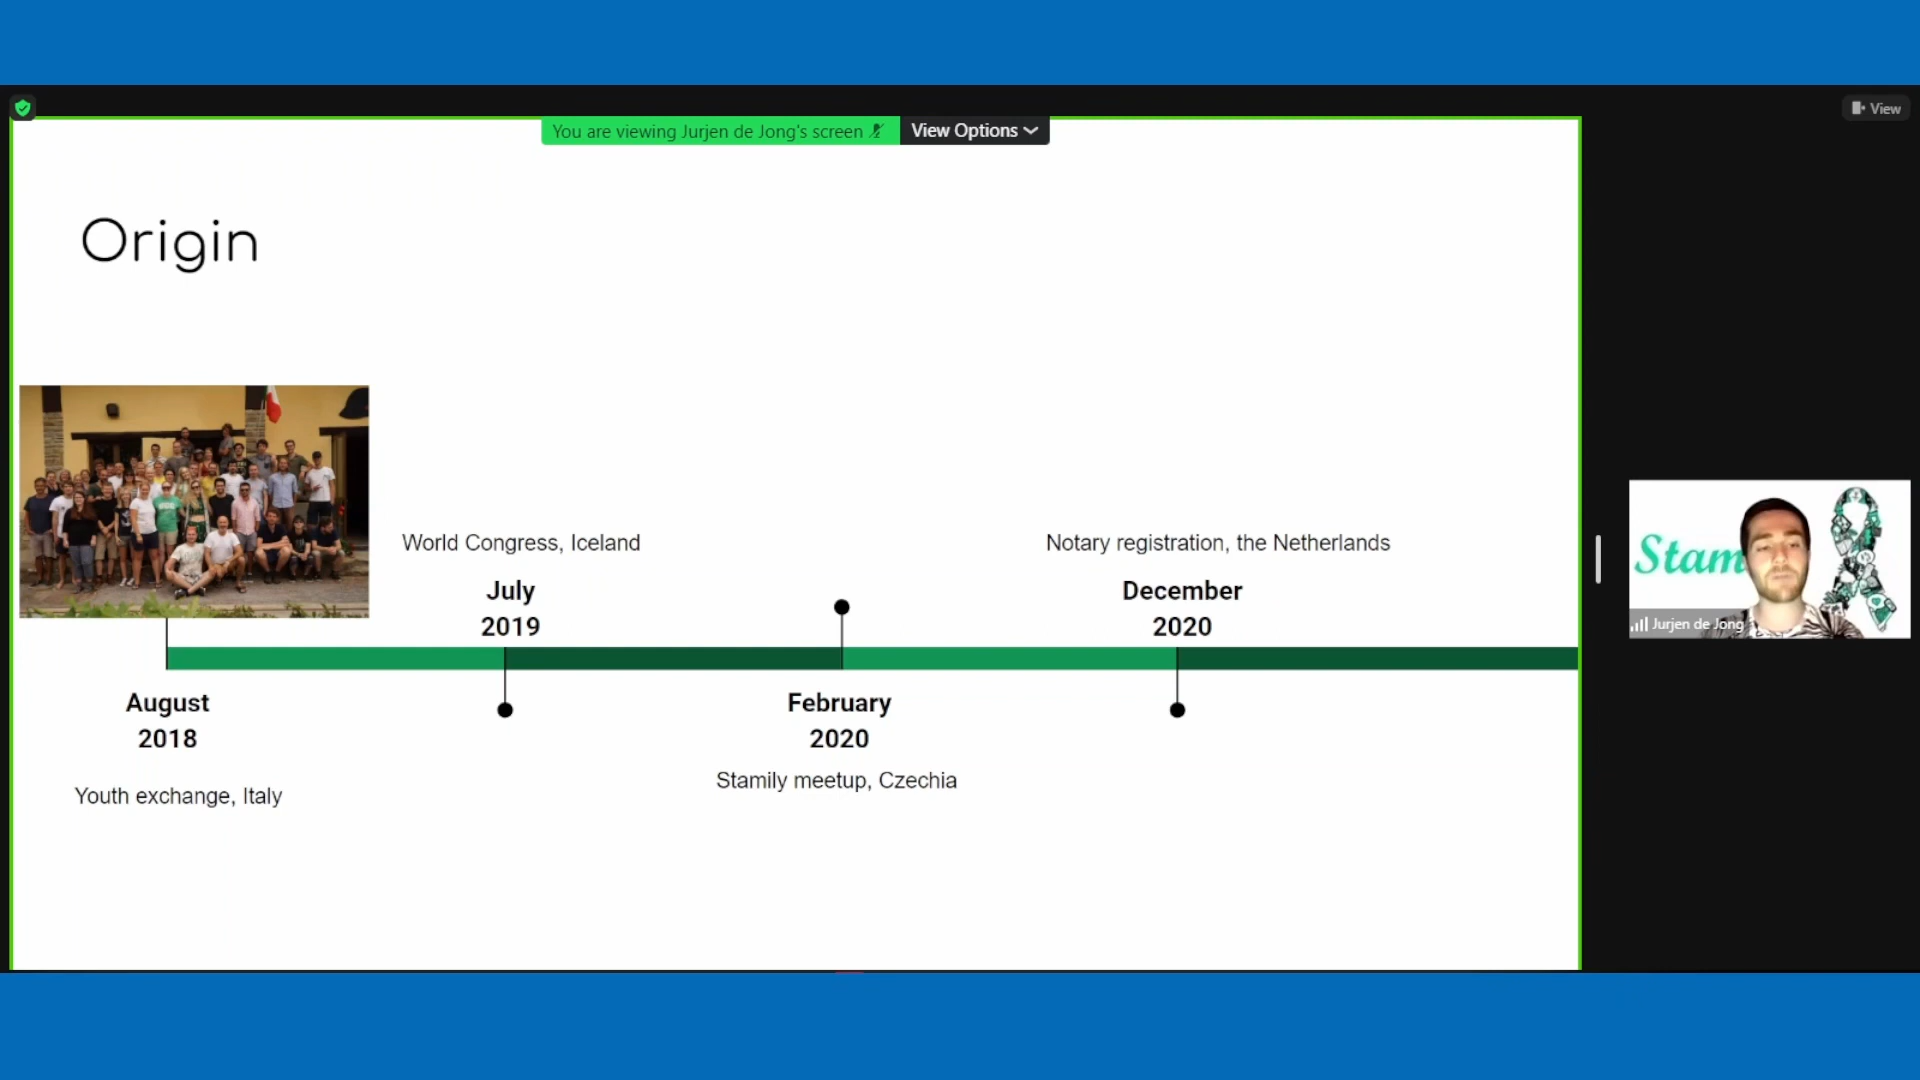 View
You are viewing Jurjen de Jong's screen
View Options
Origin
World Congress, Iceland
July
2019
Notary registration, the Netherlands
December
2020
August
2018
Youth exchange, Italy
February
2020
Stamily meetup, Czechia
Stam
Jurjen de Jong